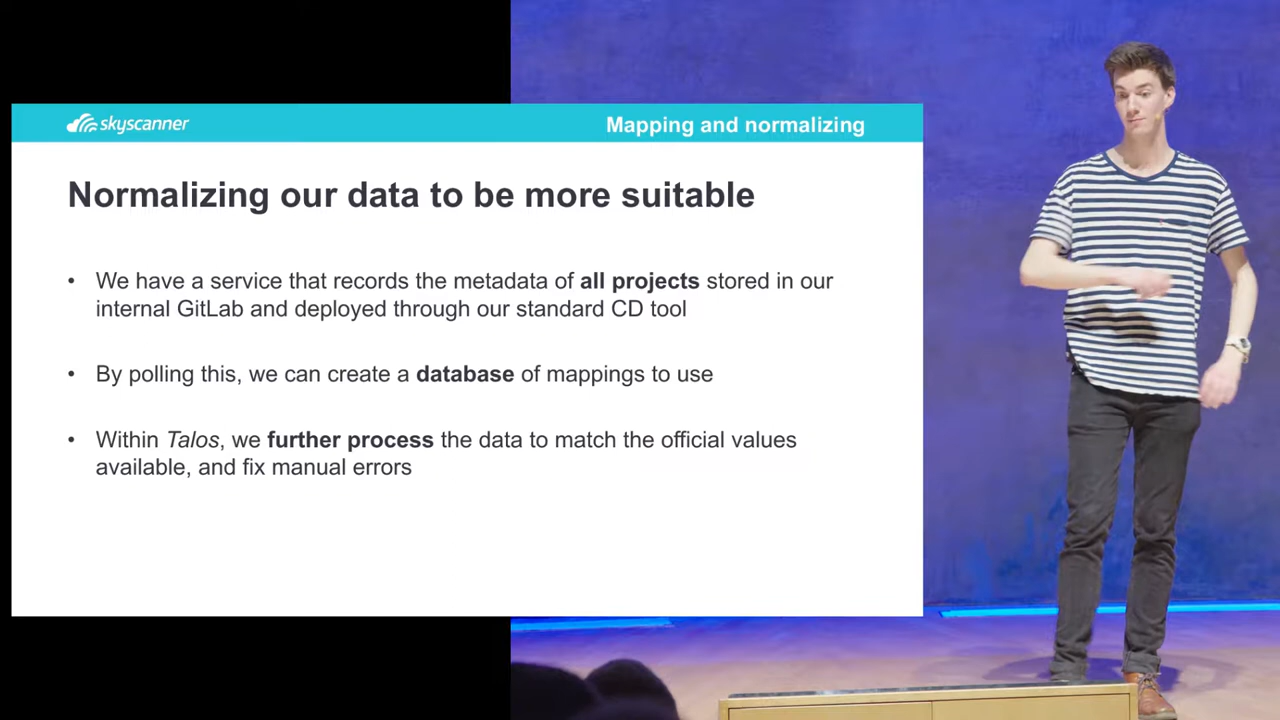 skyscanner
Mapping and normalizing
Normalizing our data to be more suitable
• We have a service that records the metadata of all projects stored in our
internal GitLab and deployed through our standard CD tool
• By polling this, we can create a database of mappings to use
• Within Talos, we further process the data to match the official values
available, and fix manual errors